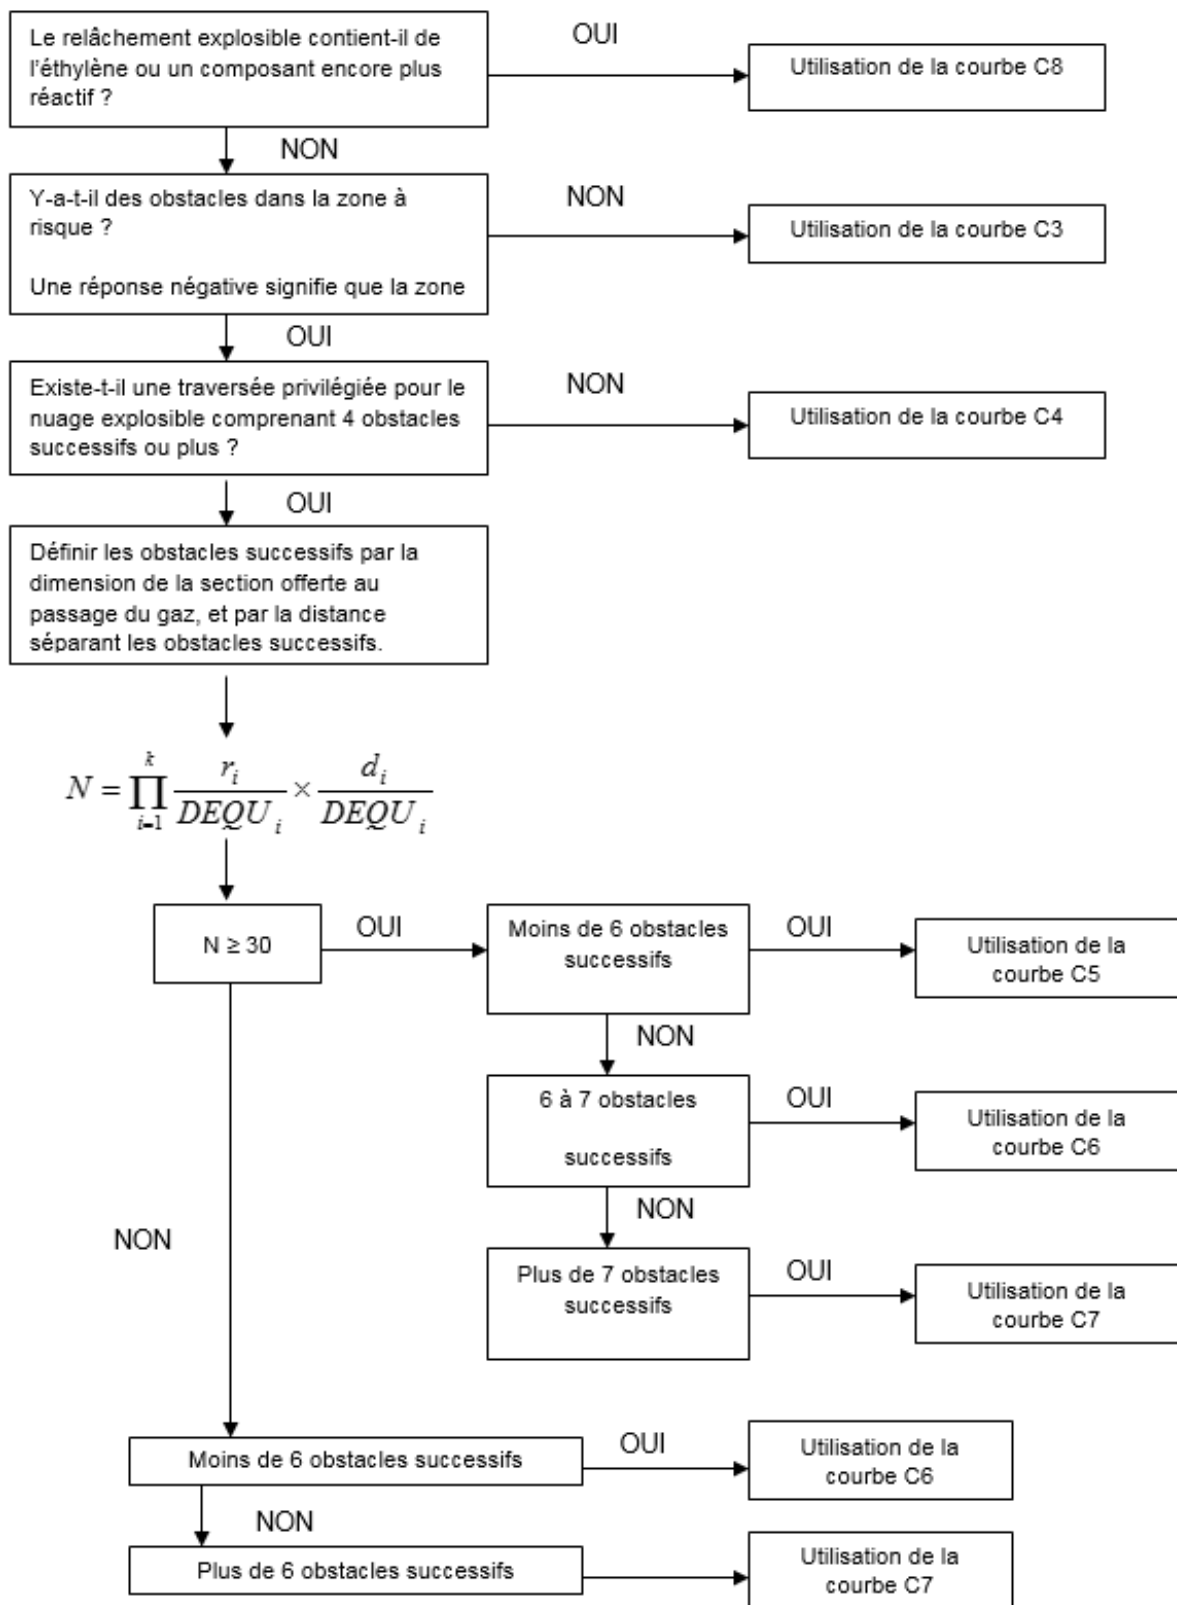 Le relâchement explosible contient-il de
l'éthylène ou un composant encore plus
réactif ?
OUI
Utilisation de la courbe C8
NON
Y-a-t-il des obstacles dans la zone à
risque ?
Une réponse négative signifie que la zone
NON
Utilisation de la courbe C3
OUI
Existe-t-il une traversée privilégiée pour le
nuage explosible comprenant 4 obstacles
successifs ou plus ?
NON
Utilisation de la courbe C4
OUI
Définir les obstacles successifs par la
dimension de la section offerte au
passage du gaz, et par la distance
séparant les obstacles successifs.
N = ∏_{i=1}^{k} r_i / DEQU_i × d_i / DEQU_i
N ≥ 30
OUI
Moins de 6 obstacles
successifs
OUI
Utilisation de la
courbe C5
NON
6 à 7 obstacles
successifs
OUI
Utilisation de la
courbe C6
NON
Plus de 7 obstacles
successifs
OUI
Utilisation de la
courbe C7
NON
Moins de 6 obstacles successifs
OUI
Utilisation de la
courbe C6
NON
Plus de 6 obstacles successifs
Utilisation de la
courbe C7